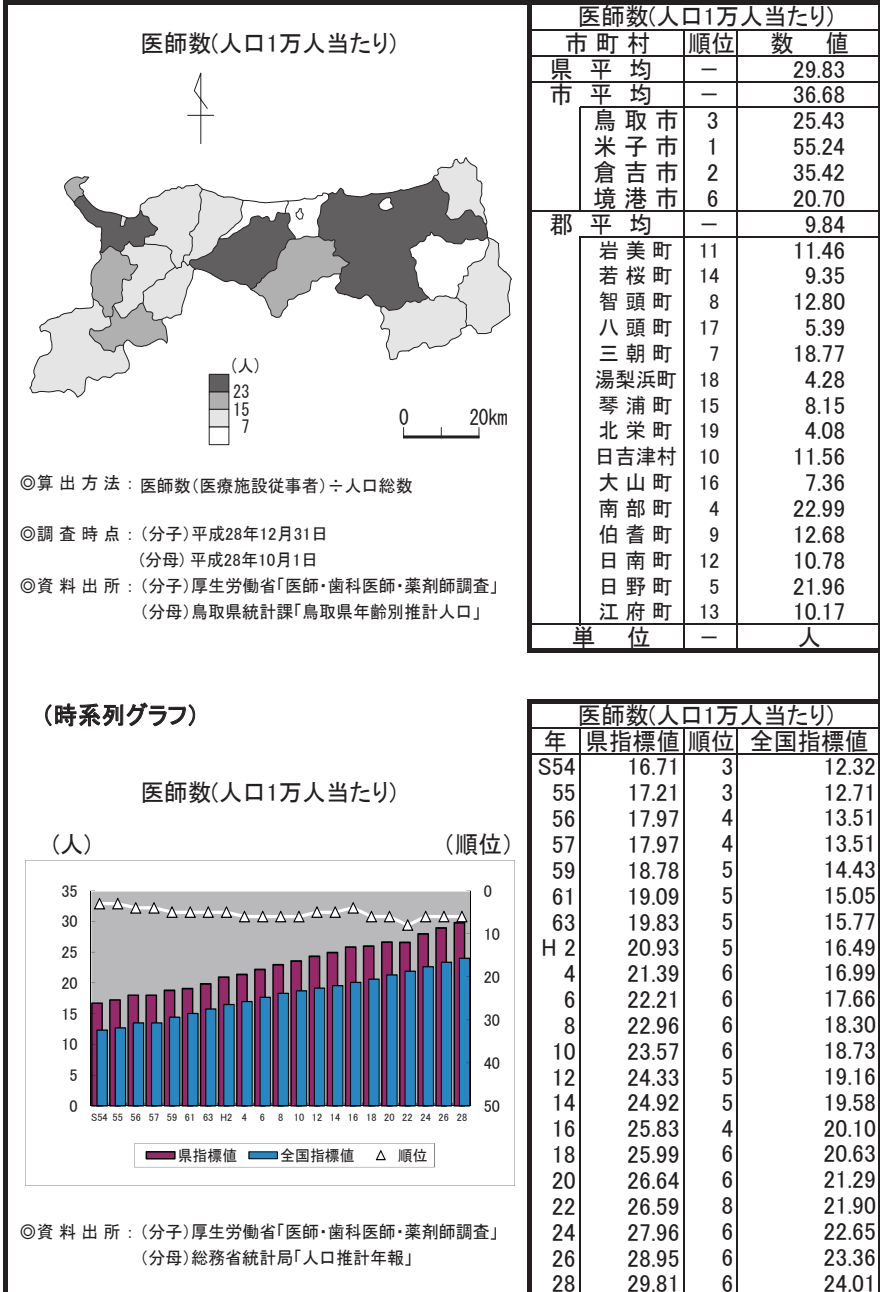 医師数(人口1万人当たり)
(人)
23
15
7
0 20km
◎算出方法：医師数(医療施設従事者)÷人口総数
◎調査時点：(分子)平成28年12月31日
(分母)平成28年10月1日
◎資料出所：(分子)厚生労働省「医師・歯科医師・薬剤師調査」
(分母)鳥取県統計課「鳥取県年齢別推計人口」
医師数(人口1万人当たり)
市町村 順位 数値
県平均 － 29.83
市平均 － 36.68
鳥取市 3 25.43
米子市 1 55.24
倉吉市 2 35.42
境港市 6 20.70
郡平均 － 9.84
岩美町 11 11.46
若桜町 14 9.35
智頭町 8 12.80
八頭町 17 5.39
三朝町 7 18.77
湯梨浜町 18 4.28
琴浦町 15 8.15
北栄町 19 4.08
日吉津村 10 11.56
大山町 16 7.36
南部町 4 22.99
伯耆町 9 12.68
日南町 12 10.78
日野町 5 21.96
江府町 13 10.17
単位 － 人
(時系列グラフ)
医師数(人口1万人当たり)
(人) (順位)
35 0
30
10
25
20 20
15
30
10
40
5
0 50
S54 55 56 57 59 61 63 H2 4 6 8 10 12 14 16 18 20 22 24 26 28
県指標値 全国指標値 △ 順位
◎資料出所：(分子)厚生労働省「医師・歯科医師・薬剤師調査」
(分母)総務省統計局「人口推計年報」
医師数(人口1万人当たり)
年 県指標値 順位 全国指標値
S54 16.71 3 12.32
55 17.21 3 12.71
56 17.97 4 13.51
57 17.97 4 13.51
59 18.78 5 14.43
61 19.09 5 15.05
63 19.83 5 15.77
H 2 20.93 5 16.49
4 21.39 6 16.99
6 22.21 6 17.66
8 22.96 6 18.30
10 23.57 6 18.73
12 24.33 5 19.16
14 24.92 5 19.58
16 25.83 4 20.10
18 25.99 6 20.63
20 26.64 6 21.29
22 26.59 8 21.90
24 27.96 6 22.65
26 28.95 6 23.36
28 29.81 6 24.01